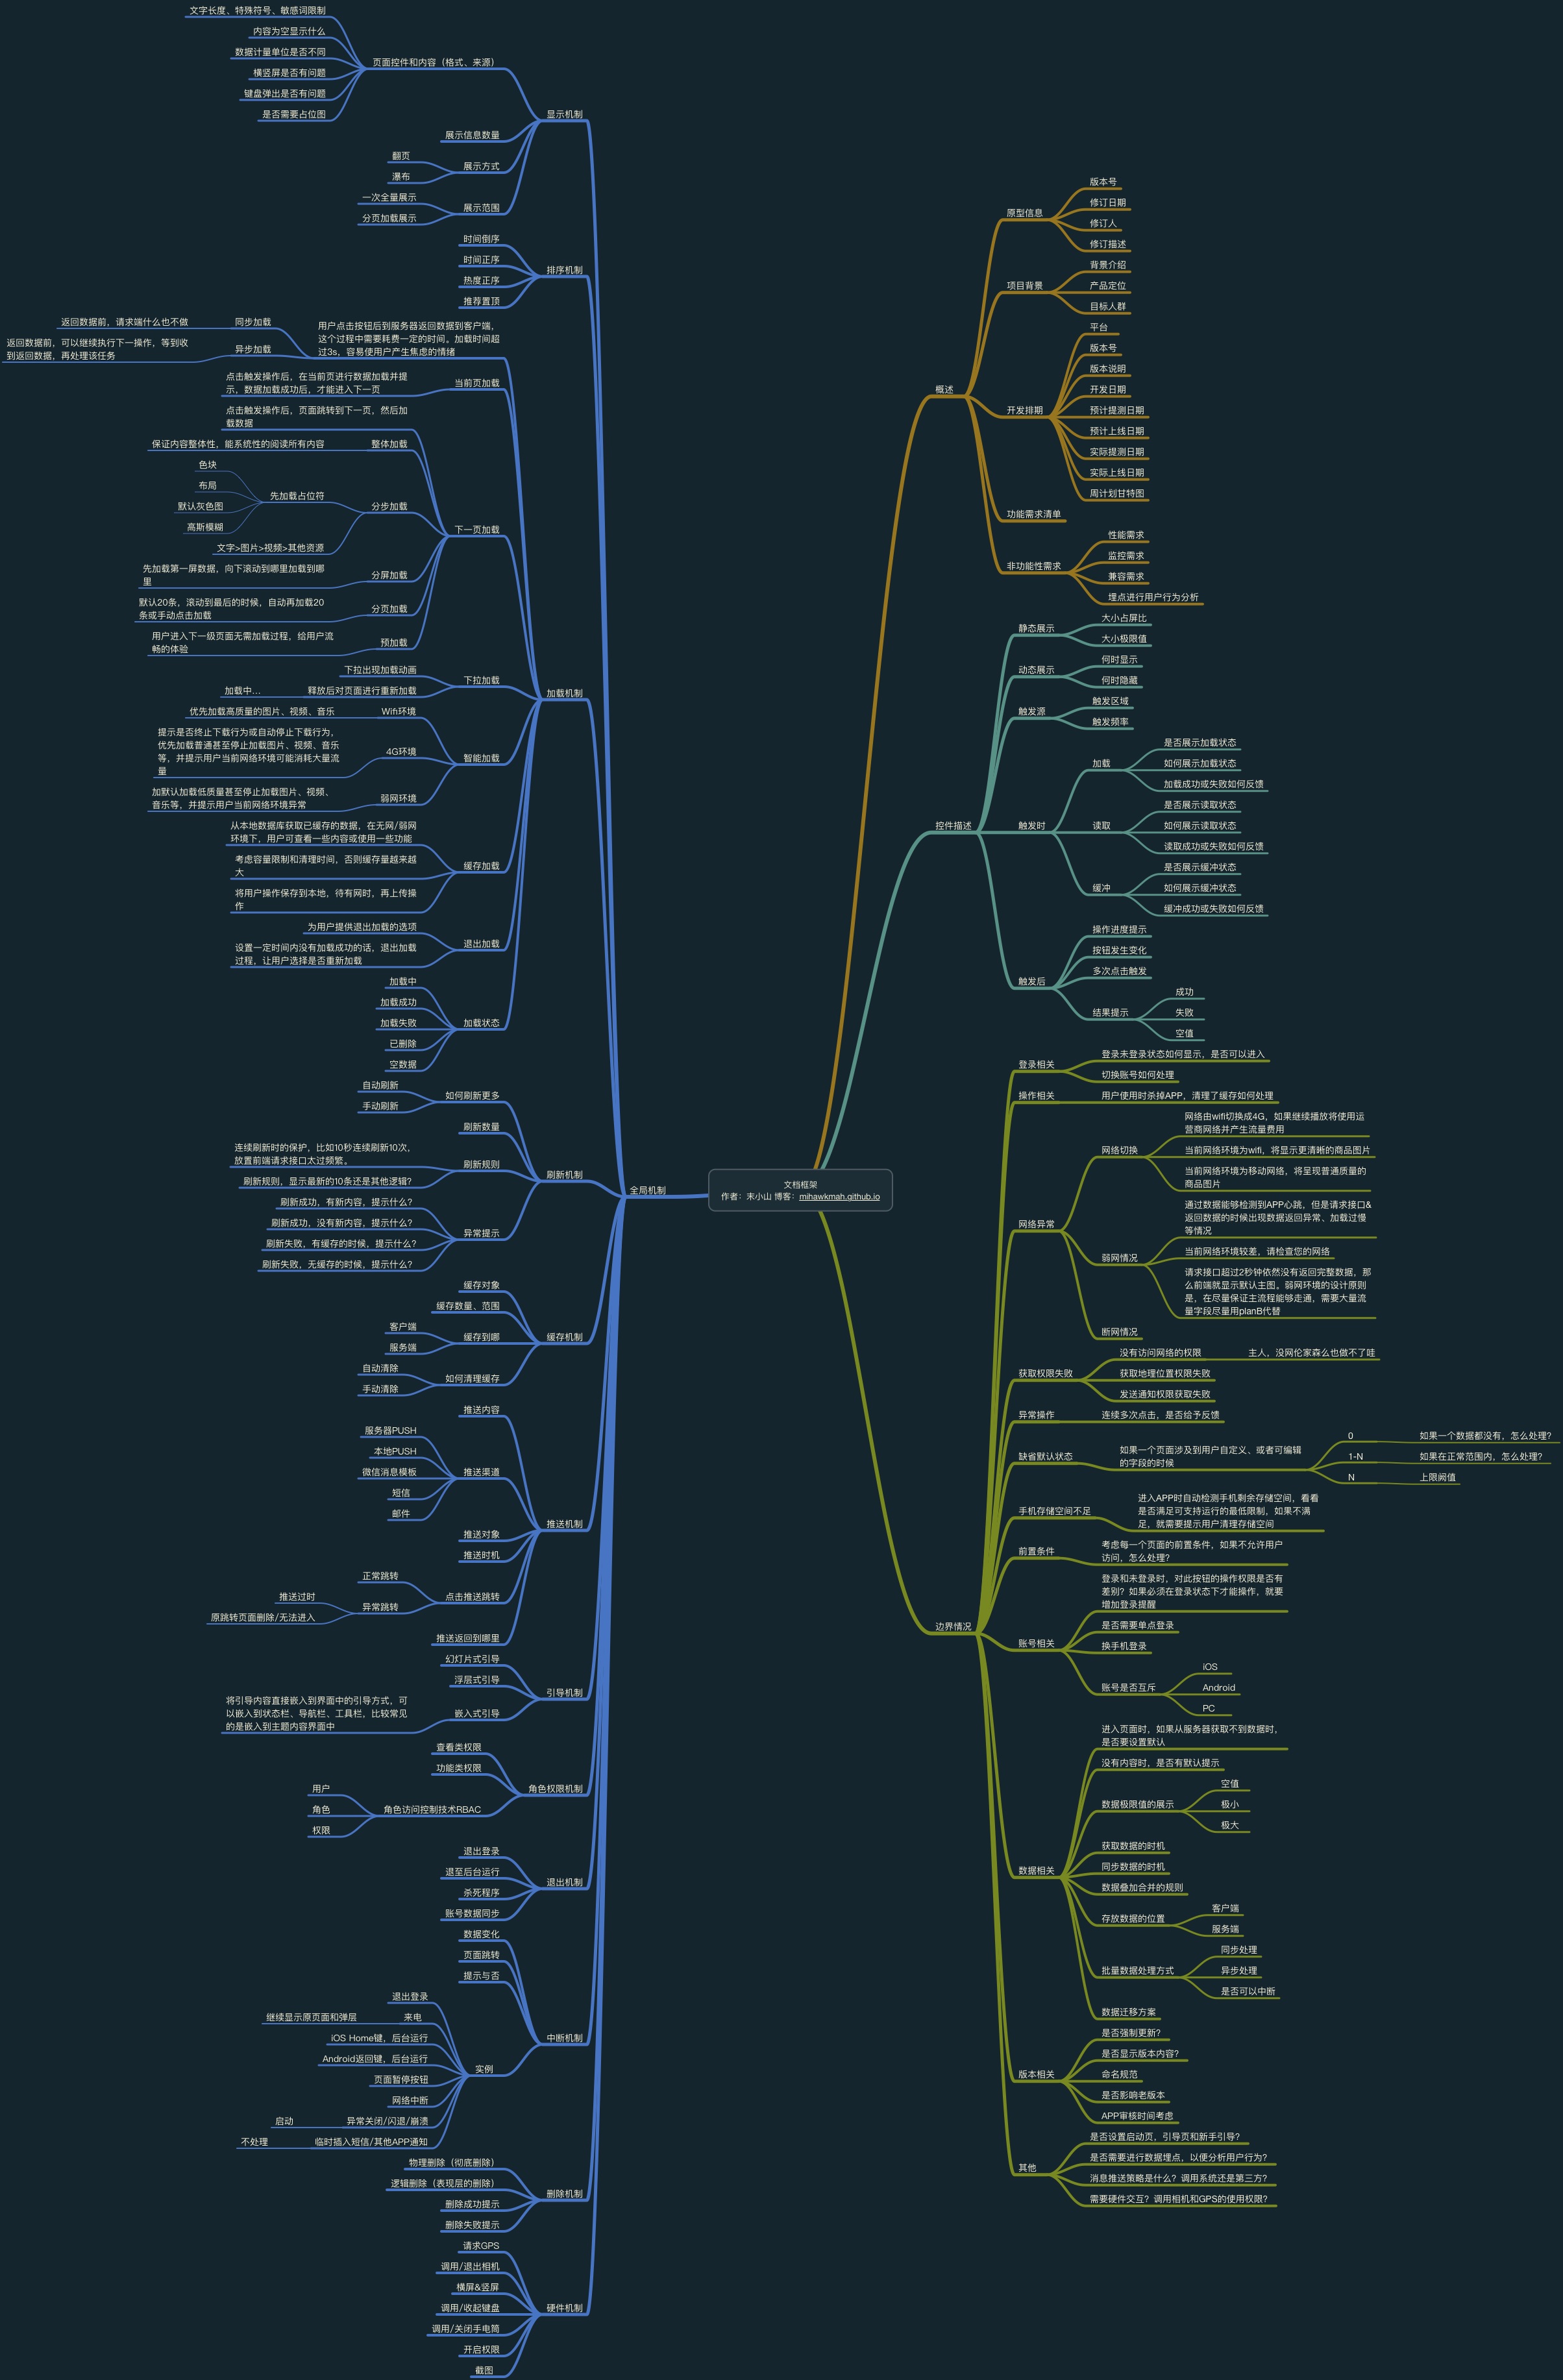 文档框架
作者：末小山 博客：mihawkmah.github.io
概述
原型信息
版本号
修订日期
修订人
修订描述
项目背景
背景介绍
产品定位
目标人群
开发排期
平台
版本号
版本说明
开发日期
预计提测日期
预计上线日期
实际提测日期
实际上线日期
周计划甘特图
功能需求清单
非功能性需求
性能需求
监控需求
兼容需求
埋点进行用户行为分析
控件描述
静态展示
大小占屏比
大小极限值
动态展示
何时显示
何时隐藏
触发源
触发区域
触发频率
触发时
加载
是否展示加载状态
如何展示加载状态
加载成功或失败如何反馈
读取
是否展示读取状态
如何展示读取状态
读取成功或失败如何反馈
缓冲
是否展示缓冲状态
如何展示缓冲状态
缓冲成功或失败如何反馈
触发后
操作进度提示
按钮发生变化
多次点击触发
结果提示
成功
失败
空值
边界情况
登录相关
登录未登录状态如何显示，是否可以进入
切换账号如何处理
操作相关
用户使用时杀掉APP，清理了缓存如何处理
网络异常
网络切换
网络由wifi切换成4G，如果继续播放将使用运
营商网络并产生流量费用
当前网络环境为wifi，将显示更清晰的商品图片
当前网络环境为移动网络，将呈现普通质量的
商品图片
弱网情况
通过数据能够检测到APP心跳，但是请求接口&
返回数据的时候出现数据返回异常、加载过慢
等情况
当前网络环境较差，请检查您的网络
请求接口超过2秒钟依然没有返回完整数据，那
么前端就显示默认主图。弱网环境的设计原则
是，在尽量保证主流程能够走通，需要大量流
量字段尽量用planB代替
断网情况
获取权限失败
没有访问网络的权限
主人，没网伦家森么也做不了哇
获取地理位置权限失败
发送通知权限获取失败
异常操作
连续多次点击，是否给予反馈
缺省默认状态
如果一个页面涉及到用户自定义、或者可编辑
的字段的时候
0
如果一个数据都没有，怎么处理?
1-N
如果在正常范围内，怎么处理?
N
上限阈值
手机存储空间不足
进入APP时自动检测手机剩余存储空间，看看
是否满足可支持运行的最低限制，如果不满
足，就需要提示用户清理存储空间
前置条件
考虑每一个页面的前置条件，如果不允许用户
访问，怎么处理?
账号相关
登录和未登录时，对此按钮的操作权限是否有
差别? 如果必须在登录状态下才能操作，就要
增加登录提醒
是否需要单点登录
换手机登录
账号是否互斥
iOS
Android
PC
数据相关
进入页面时，如果从服务器获取不到数据时，
是否要设置默认
没有内容时，是否有默认提示
数据极限值的展示
空值
极小
极大
获取数据的时机
同步数据的时机
数据叠加合并的规则
存放数据的位置
客户端
服务端
批量数据处理方式
同步处理
异步处理
是否可以中断
数据迁移方案
版本相关
是否强制更新?
是否显示版本内容?
命名规范
是否影响老版本
APP审核时间考虑
其他
是否设置启动页，引导页和新手引导?
是否需要进行数据埋点，以便分析用户行为?
消息推送策略是什么? 调用系统还是第三方?
需要硬件交互? 调用相机和GPS的使用权限?
全局机制
显示机制
页面控件和内容（格式、来源）
文字长度、特殊符号、敏感词限制
内容为空显示什么
数据计量单位是否不同
横竖屏是否有问题
键盘弹出是否有问题
是否需要占位图
展示信息数量
展示方式
翻页
瀑布
展示范围
一次全量展示
分页加载展示
排序机制
时间倒序
时间正序
热度正序
推荐置顶
加载机制
用户点击按钮后到服务器返回数据到客户端，
这个过程中需要耗费一定的时间。加载时间超
过3s，容易使用户产生焦虑的情绪
同步加载
返回数据前，请求端什么也不做
异步加载
返回数据前，可以继续执行下一操作，等到收
到返回数据，再处理该任务
当前页加载
点击触发操作后，在当前页进行数据加载并提
示，数据加载成功后，才能进入下一页
下一页加载
点击触发操作后，页面跳转到下一页，然后加
载数据
整体加载
保证内容整体性，能系统性的阅读所有内容
分步加载
先加载占位符
色块
布局
默认灰色图
高斯模糊
文字>图片>视频>其他资源
分屏加载
先加载第一屏数据，向下滚动到哪里加载到哪
里
分页加载
默认20条，滚动到最后的时候，自动再加载20
条或手动点击加载
预加载
用户进入下一级页面无需加载过程，给用户流
畅的体验
下拉加载
下拉出现加载动画
释放后对页面进行重新加载
加载中...
智能加载
Wifi环境
优先加载高质量的图片、视频、音乐
4G环境
提示是否终止下载行为或自动停止下载行为，
优先加载普通甚至停止加载图片、视频、音乐
等，并提示用户当前网络环境可能消耗大量流
量
弱网环境
加默认加载低质量甚至停止加载图片、视频、
音乐等，并提示用户当前网络环境异常
缓存加载
从本地数据库获取已缓存的数据，在无网/弱网
环境下，用户可查看一些内容或使用一些功能
考虑容量限制和清理时间，否则缓存量越来越
大
将用户操作保存到本地，待有网时，再上传操
作
退出加载
为用户提供退出加载的选项
设置一定时间内没有加载成功的话，退出加载
过程，让用户选择是否重新加载
加载状态
加载中
加载成功
加载失败
已删除
空数据
刷新机制
如何刷新更多
自动刷新
手动刷新
刷新数量
刷新规则
连续刷新时的保护，比如10秒连续刷新10次，
放置前端请求接口太过频繁。
刷新规则，显示最新的10条还是其他逻辑?
异常提示
刷新成功，有新内容，提示什么?
刷新成功，没有新内容，提示什么?
刷新失败，有缓存的时候，提示什么?
刷新失败，无缓存的时候，提示什么?
缓存机制
缓存对象
缓存数量、范围
缓存到哪
客户端
服务端
如何清理缓存
自动清除
手动清除
推送机制
推送内容
推送渠道
服务器PUSH
本地PUSH
微信消息模板
短信
邮件
推送对象
推送时机
点击推送跳转
正常跳转
异常跳转
推送过时
原跳转页面删除/无法进入
推送返回到哪里
引导机制
幻灯片式引导
浮层式引导
嵌入式引导
将引导内容直接嵌入到界面中的引导方式，可
以嵌入到状态栏、导航栏、工具栏，比较常见
的是嵌入到主题内容界面中
角色权限机制
查看类权限
功能类权限
角色访问控制技术RBAC
用户
角色
权限
退出机制
退出登录
退至后台运行
杀死程序
账号数据同步
中断机制
数据变化
页面跳转
提示与否
实例
退出登录
来电
继续显示原页面和弹层
iOS Home键，后台运行
Android返回键，后台运行
页面暂停按钮
网络中断
异常关闭/闪退/崩溃
启动
临时插入短信/其他APP通知
不处理
删除机制
物理删除（彻底删除）
逻辑删除（表现层的删除）
删除成功提示
删除失败提示
硬件机制
请求GPS
调用/退出相机
横屏&竖屏
调用/收起键盘
调用/关闭手电筒
开启权限
截图